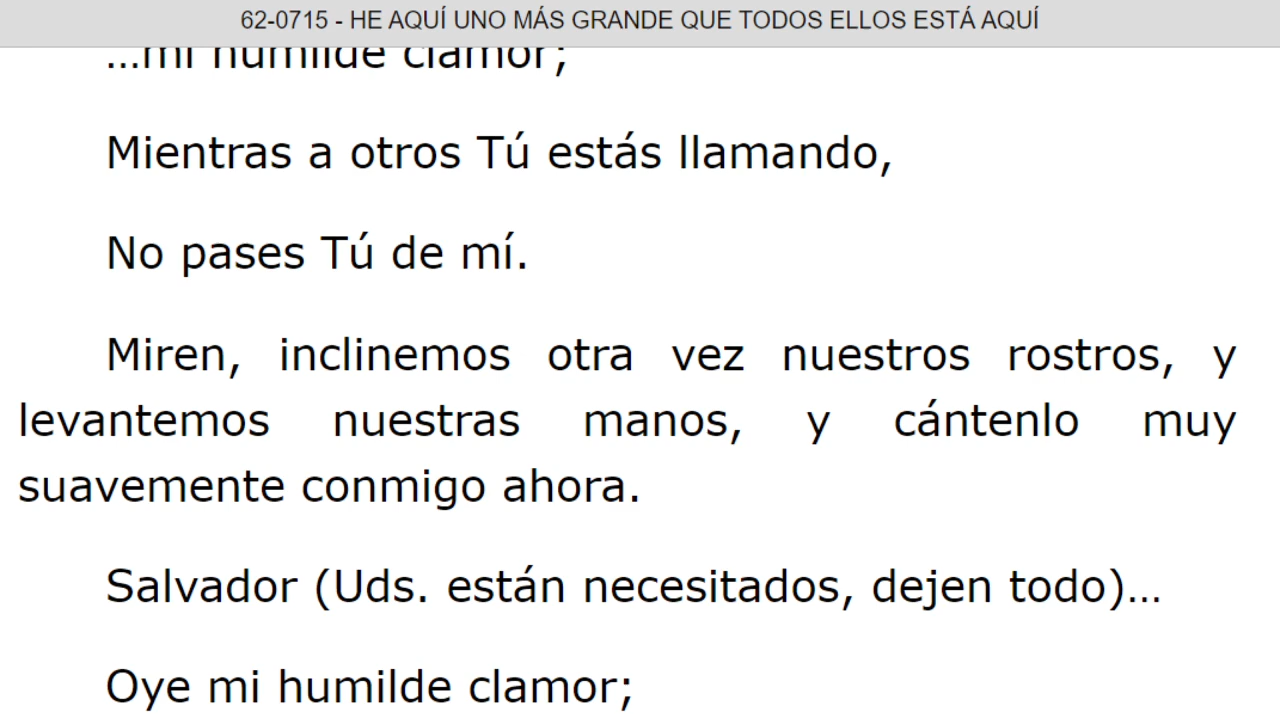 62-0715 - HE AQUÍ UNO MÁS GRANDE QUE TODOS ELLOS ESTÁ AQUÍ
...mi humilde clamor;
Mientras a otros Tú estás llamando,
No pases Tú de mí.
Miren, inclinemos otra vez nuestros rostros, y
levantemos nuestras manos, y cántenlo muy
suavemente conmigo ahora.
Salvador (Uds. están necesitados, dejen todo)...
Oye mi humilde clamor;